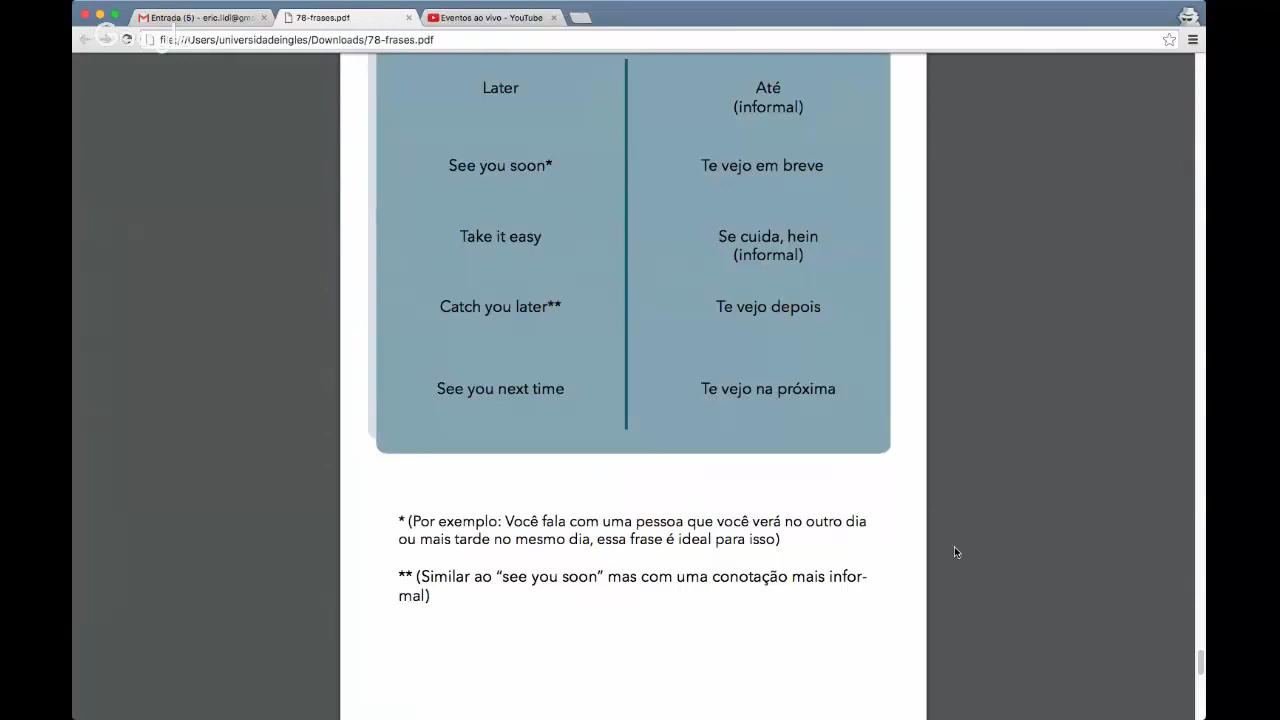 Entrada (5) - eric.lidl@gm
78-frases.pdf
Eventos ao vivo - YouTube
file:///Users/universidadeingles/Downloads/78-frases.pdf
Later
Até
(informal)
See you soon*
Te vejo em breve
Take it easy
Se cuida, hein
(informal)
Catch you later**
Te vejo depois
See you next time
Te vejo na próxima
* (Por exemplo: Você fala com uma pessoa que você verá no outro dia
ou mais tarde no mesmo dia, essa frase é ideal para isso)
** (Similar ao “see you soon” mas com uma conotação mais infor-
mal)